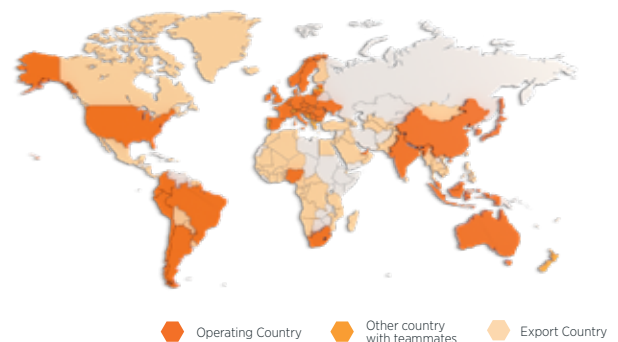 Operating Country
Other country
with teammates
Export Country